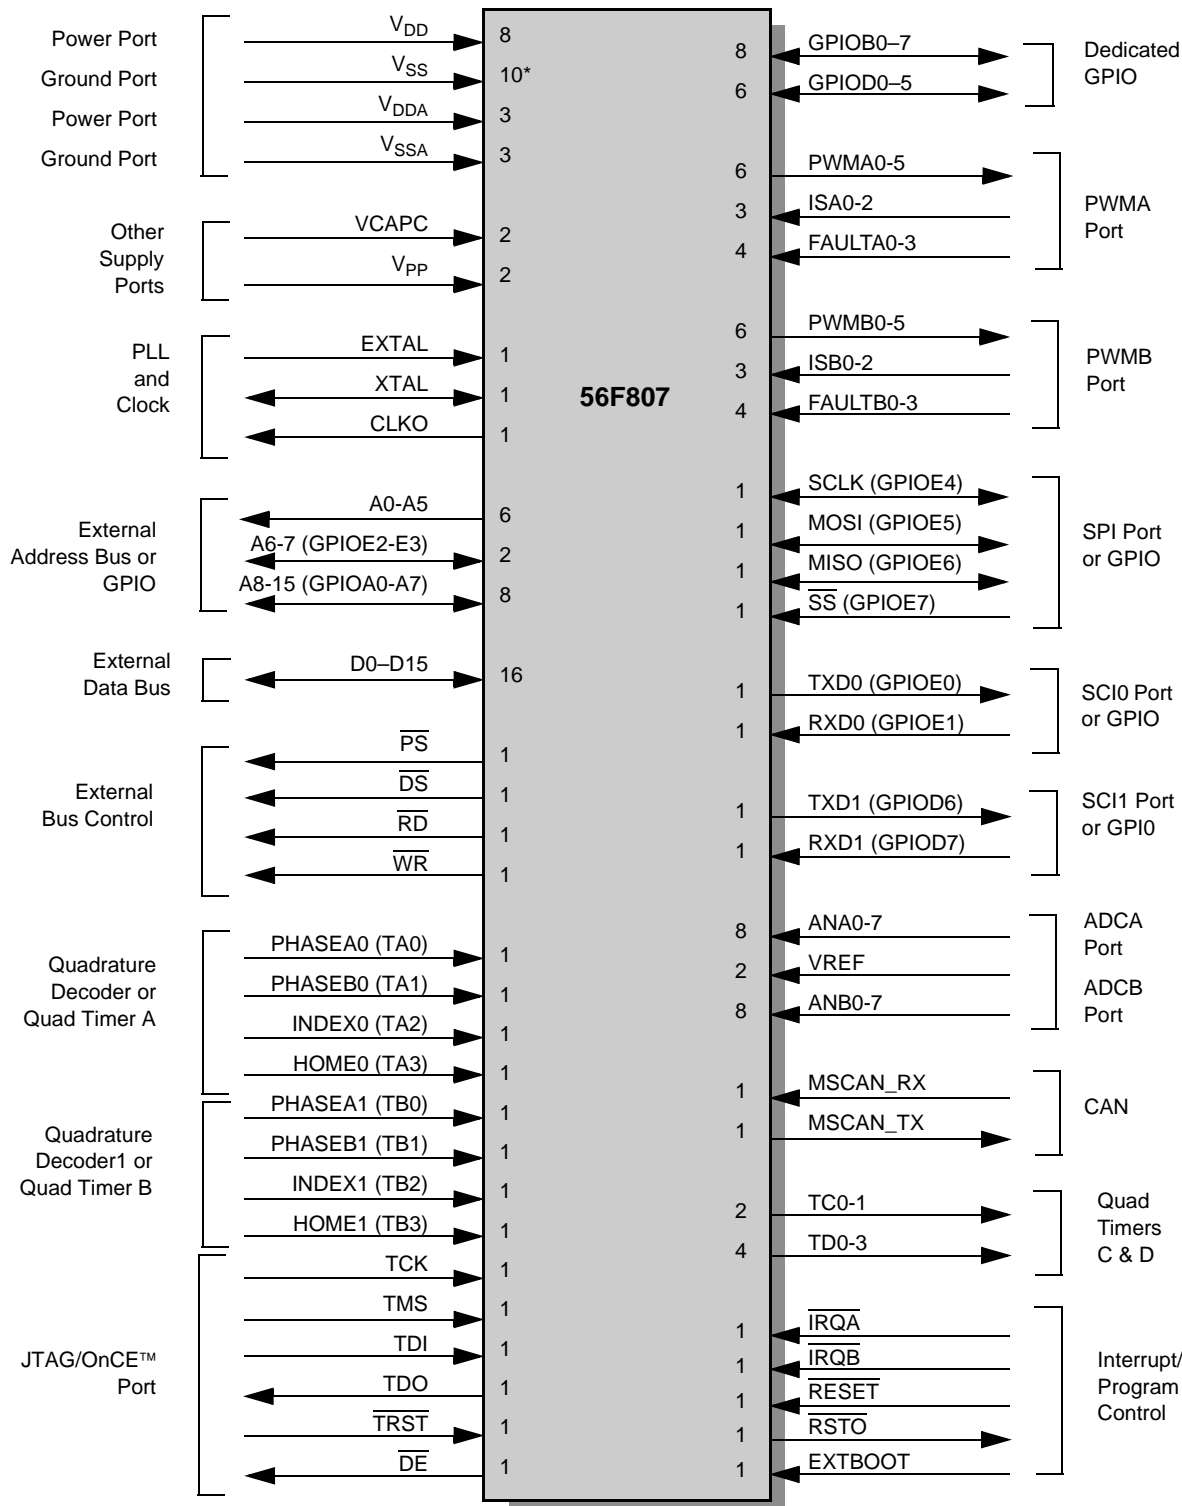 Power Port
V_DD
8
Ground Port
V_SS
10*
Power Port
V_DDA
3
Ground Port
V_SSA
3
Other
Supply
Ports
VCAPC
2
V_PP
2
PLL
and
Clock
EXTAL
1
XTAL
1
CLKO
1
External
Address Bus or
GPIO
A0-A5
6
A6-7 (GPIOE2-E3)
2
A8-15 (GPIOA0-A7)
8
External
Data Bus
D0–D15
16
External
Bus Control
PS
1
DS
1
RD
1
WR
1
Quadrature
Decoder or
Quad Timer A
PHASEA0 (TA0)
1
PHASEB0 (TA1)
1
INDEX0 (TA2)
1
HOME0 (TA3)
1
Quadrature
Decoder1 or
Quad Timer B
PHASEA1 (TB0)
1
PHASEB1 (TB1)
1
INDEX1 (TB2)
1
HOME1 (TB3)
1
JTAG/OnCE™
Port
TCK
1
TMS
1
TDI
1
TDO
1
TRST
1
DE
1
56F807
8
GPIOB0–7
6
GPIOD0–5
Dedicated
GPIO
6
PWMA0-5
3
ISA0-2
4
FAULTA0-3
PWMA
Port
6
PWMB0-5
3
ISB0-2
4
FAULTB0-3
PWMB
Port
1
SCLK (GPIOE4)
1
MOSI (GPIOE5)
1
MISO (GPIOE6)
1
SS (GPIOE7)
SPI Port
or GPIO
1
TXD0 (GPIOE0)
1
RXD0 (GPIOE1)
SCI0 Port
or GPIO
1
TXD1 (GPIOD6)
1
RXD1 (GPIOD7)
SCI1 Port
or GPI0
8
ANA0-7
2
VREF
8
ANB0-7
ADCA
Port
ADCB
Port
1
MSCAN_RX
1
MSCAN_TX
CAN
2
TC0-1
4
TD0-3
Quad
Timers
C & D
1
IRQA
1
IRQB
1
RESET
1
RSTO
1
EXTBOOT
Interrupt/
Program
Control